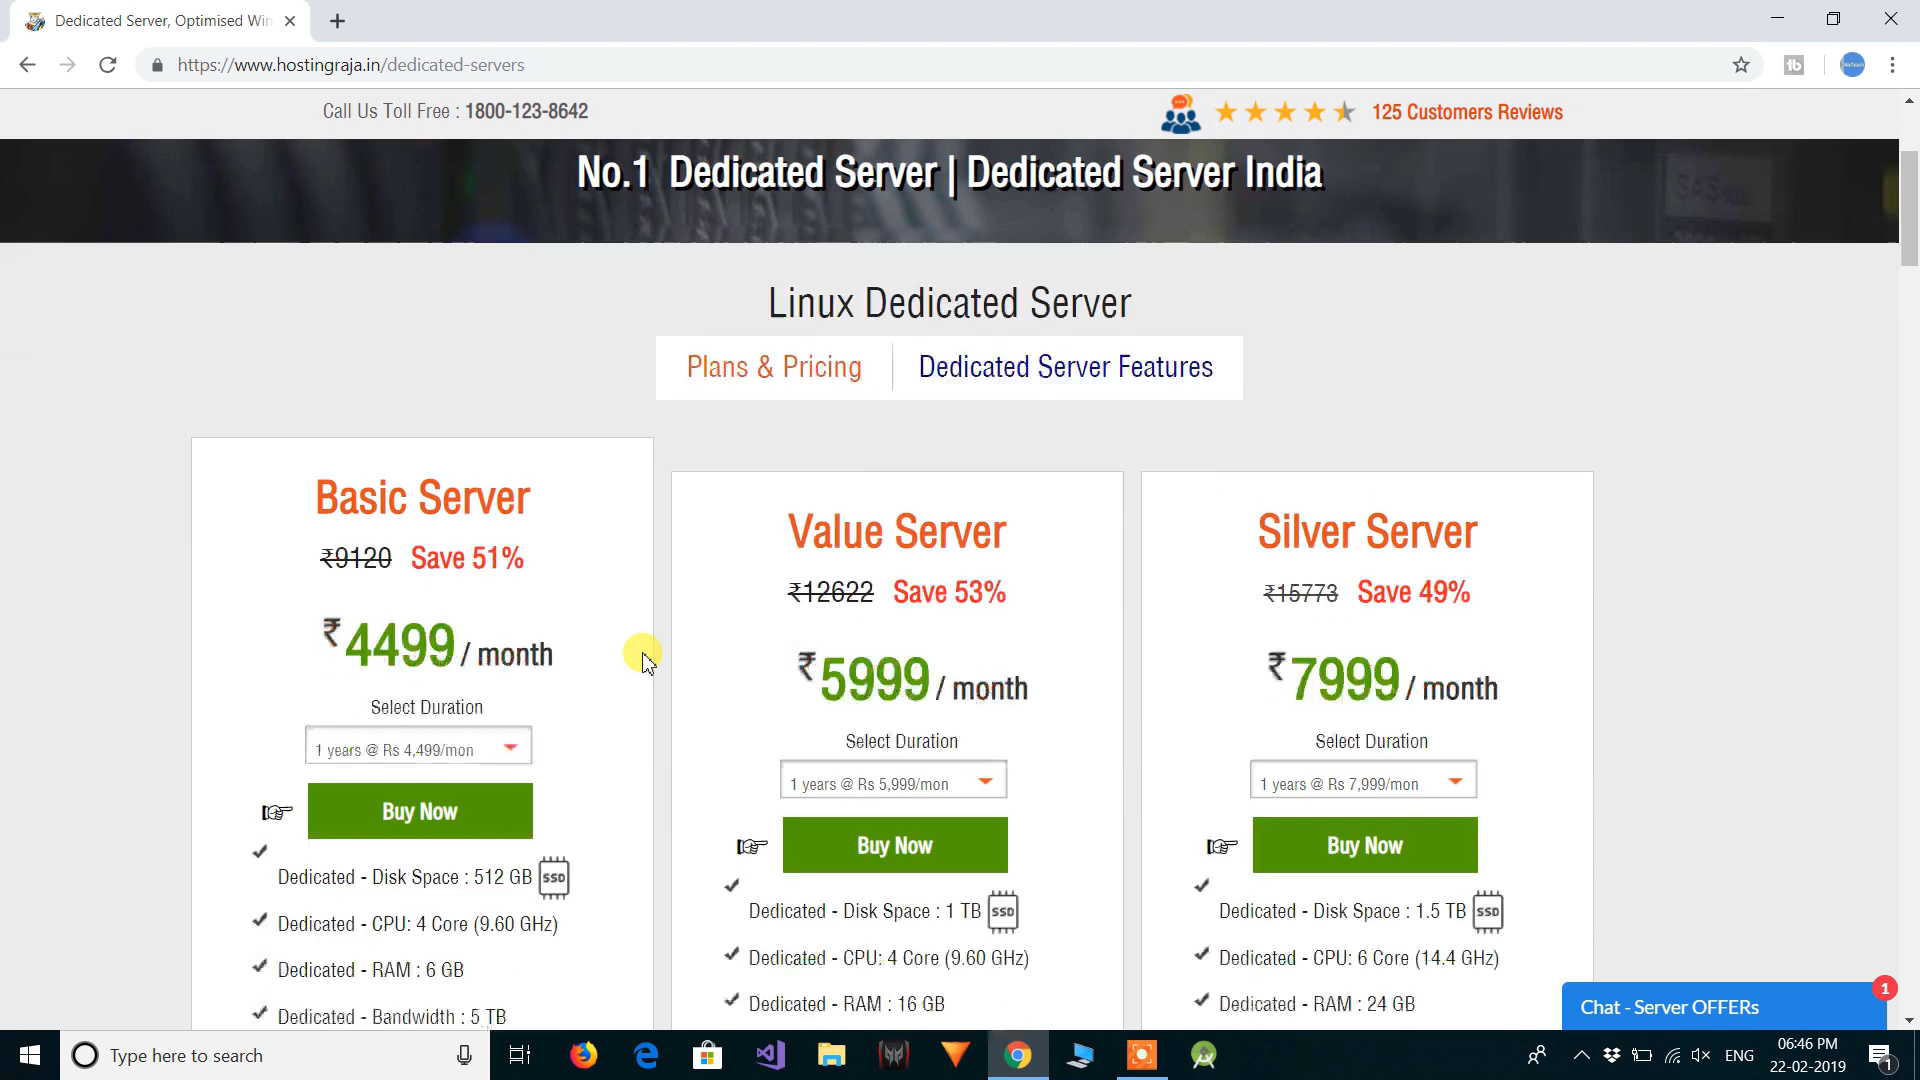 Dedicated Server, Optimised Win
https://www.hostingraja.in/dedicated-servers
Call Us Toll Free : 1800-123-8642
125 Customers Reviews
No.1 Dedicated Server | Dedicated Server India
Linux Dedicated Server
Plans & Pricing
Dedicated Server Features
Basic Server
₹9120 Save 51%
₹4499 / month
Select Duration
1 years @ Rs 4,499/mon
Buy Now
Dedicated - Disk Space : 512 GB SSD
Dedicated - CPU: 4 Core (9.60 GHz)
Dedicated - RAM : 6 GB
Dedicated - Bandwidth : 5 TB
Value Server
₹12622 Save 53%
₹5999 / month
Select Duration
1 years @ Rs 5,999/mon
Buy Now
Dedicated - Disk Space : 1 TB SSD
Dedicated - CPU: 4 Core (9.60 GHz)
Dedicated - RAM : 16 GB
Silver Server
₹15773 Save 49%
₹7999 / month
Select Duration
1 years @ Rs 7,999/mon
Buy Now
Dedicated - Disk Space : 1.5 TB SSD
Dedicated - CPU: 6 Core (14.4 GHz)
Dedicated - RAM : 24 GB
1
Chat - Server OFFERs
Type here to search
ENG
06:46 PM
22-02-2019
1